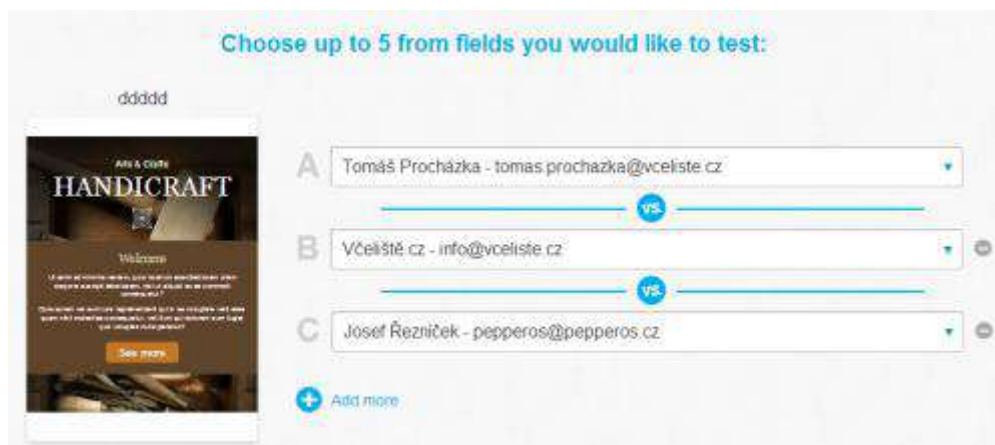 Choose up to 5 from fields you would like to test:
ddddd
Arts & Crafts
HANDICRAFT
Welcome
See more
A
Tomáš Procházka - tomas.prochazka@vceliste.cz
vs.
B
Včeliště.cz - info@vceliste.cz
vs.
C
Josef Řezníček - pepperos@pepperos.cz
Add more